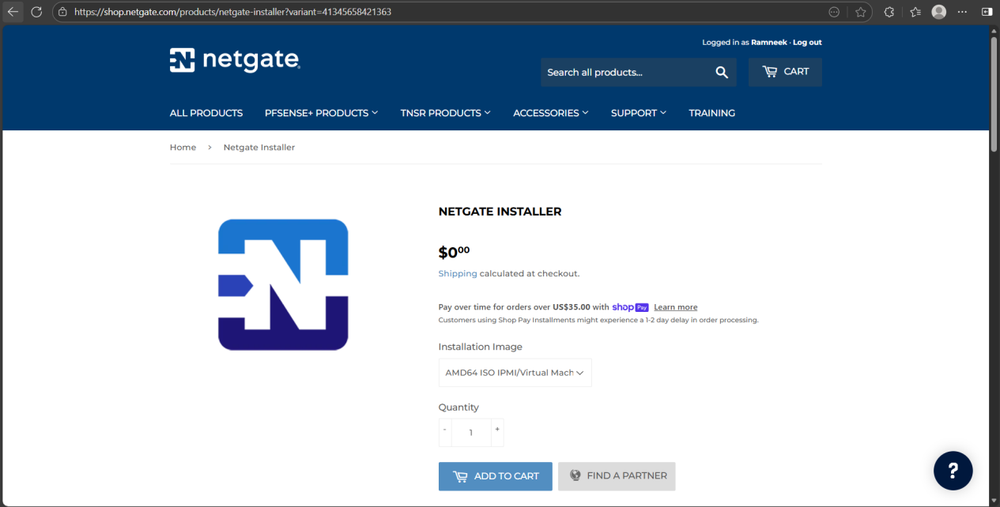 https://shop.netgate.com/products/netgate-installer?variant=41345658421363
Logged in as Ramneek · Log out
netgate®
Search all products...
CART
ALL PRODUCTS PFSENSE+ PRODUCTS TNSR PRODUCTS ACCESSORIES SUPPORT TRAINING
Home > Netgate Installer
NETGATE INSTALLER
$0⁰⁰
Shipping calculated at checkout.
Pay over time for orders over US$35.00 with shop Pay Learn more
Customers using Shop Pay Installments might experience a 1-2 day delay in order processing.
Installation Image
AMD64 ISO IPMI/Virtual Mach
Quantity
- 1 +
ADD TO CART FIND A PARTNER
?